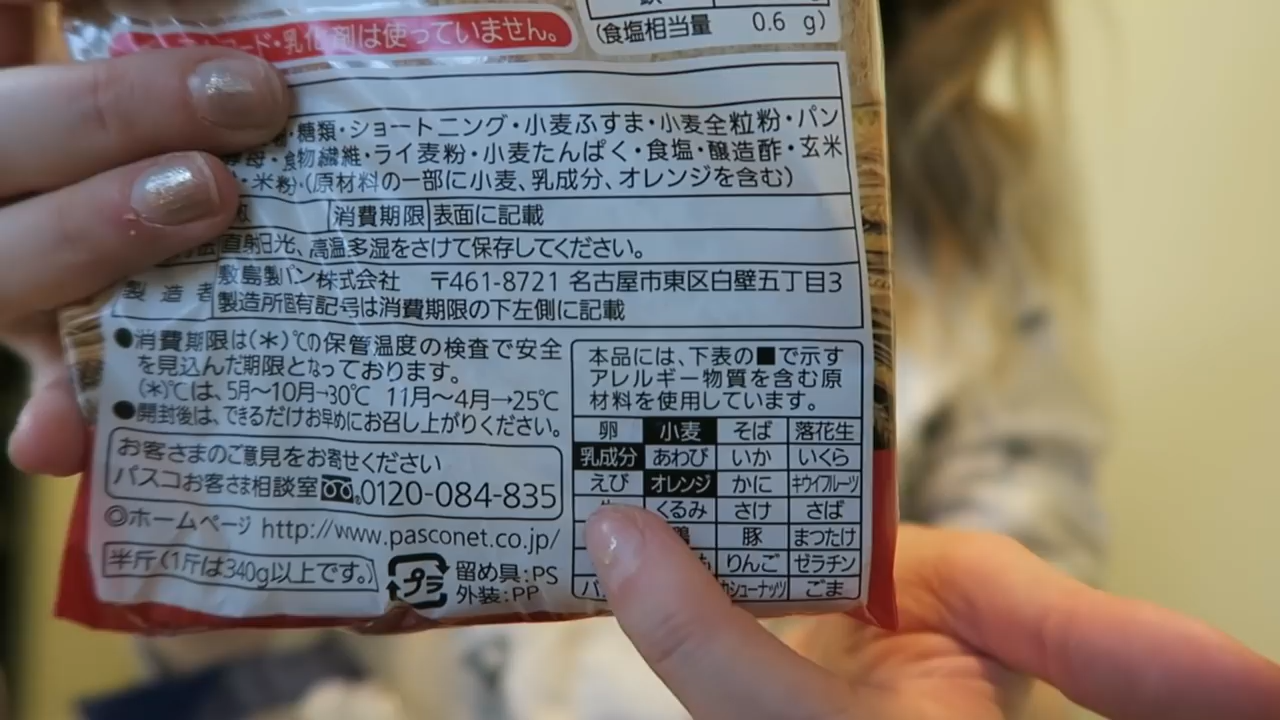 ード・乳化剤は使っていません。
(食塩相当量 0.6 g)
糖類・ショートニング・小麦ふすま・小麦全粒粉・パン
酵母・食物繊維・ライ麦粉・小麦たんぱく・食塩・醸造酢・玄米
・米粉・(原材料の一部に小麦、乳成分、オレンジを含む)
消費期限 表面に記載
直射日光、高温多湿をさけて保存してください。
製造者 敷島製パン株式会社 〒461-8721 名古屋市東区白壁五丁目3
製造所固有記号は消費期限の下左側に記載
●消費期限は(*)℃の保管温度の検査で安全
を見込んだ期限となっております。
(*)℃は、5月〜10月→30℃ 11月〜4月→25℃
●開封後は、できるだけお早めにお召し上がりください。
お客さまのご意見をお寄せください
パスコお客さま相談室 0120-084-835
◎ホームページ http://www.pasconet.co.jp/
半斤(1斤は340g以上です。)
プラ
留め具:PS
外装:PP
本品には、下表の■で示す
アレルギー物質を含む原
材料を使用しています。
卵 小麦 そば 落花生
乳成分 あわび いか いくら
えび オレンジ かに キウイフルーツ
くるみ さけ さば
豚 まつたけ
りんご ゼラチン
カシューナッツ ごま